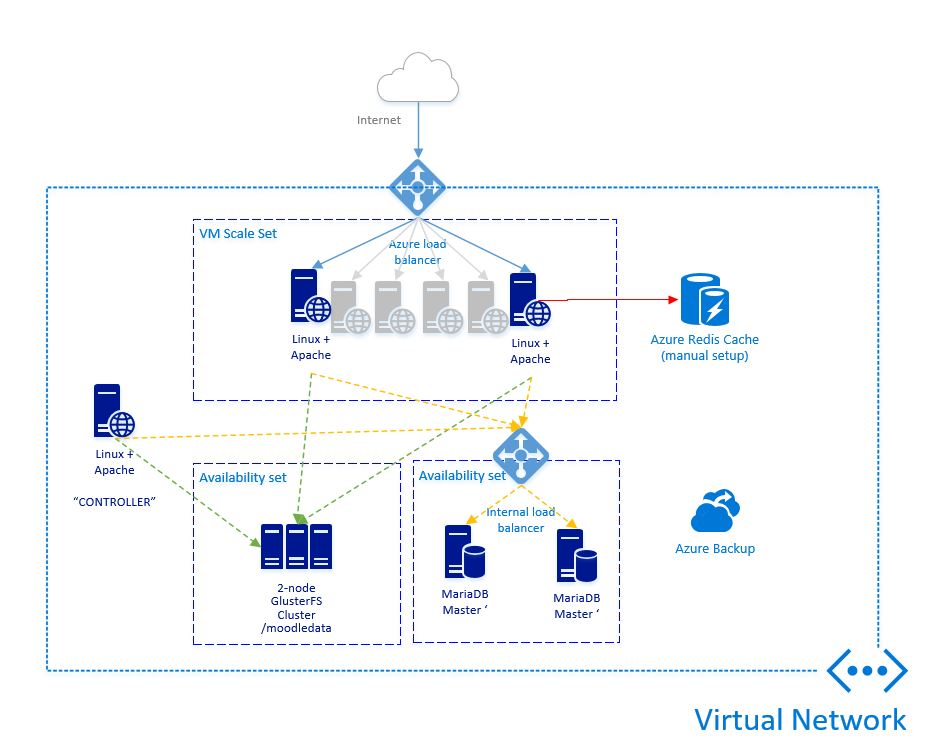 Internet
VM Scale Set
Azure load
balancer
Linux +
Apache
Linux +
Apache
Azure Redis Cache
(manual setup)
Linux +
Apache
“CONTROLLER”
Availability set
Availability set
Internal load
balancer
2-node
GlusterFS
Cluster
/moodledata
MariaDB
Master ‘
MariaDB
Master ‘
Azure Backup
Virtual Network